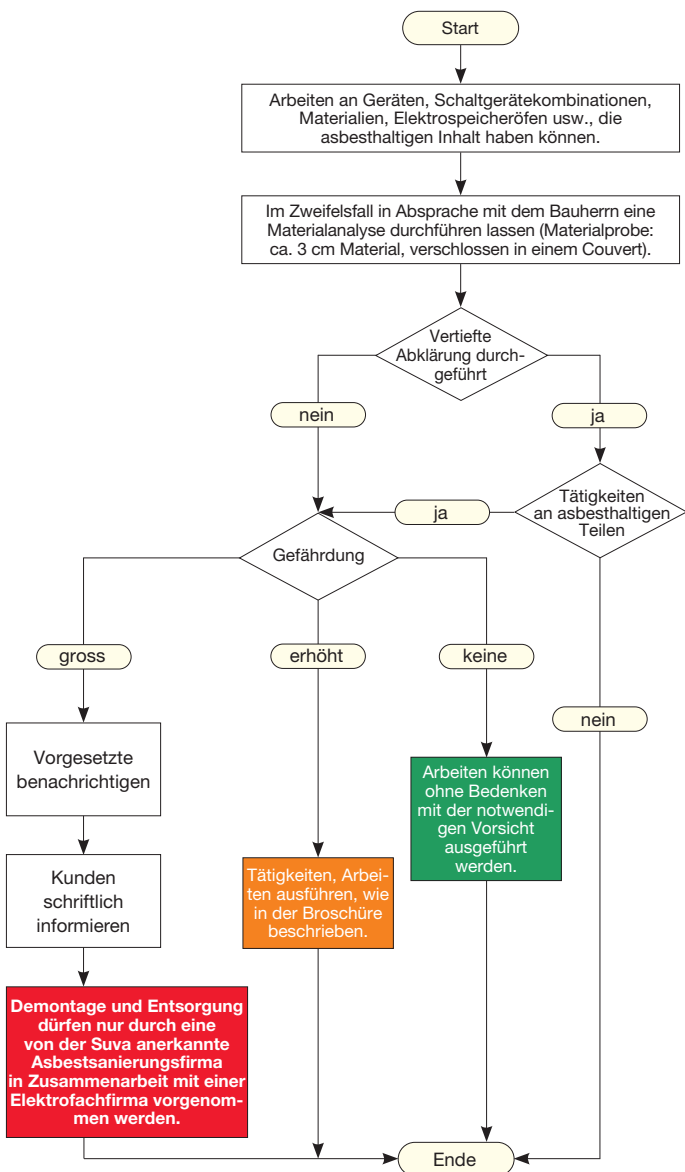 Start
Arbeiten an Geräten, Schaltgerätekombinationen,
Materialien, Elektrospeicheröfen usw., die
asbesthaltigen Inhalt haben können.
Im Zweifelsfall in Absprache mit dem Bauherrn eine
Materialanalyse durchführen lassen (Materialprobe:
ca. 3 cm Material, verschlossen in einem Couvert).
Vertiefte
Abklärung durch-
geführt
nein
ja
Tätigkeiten
an asbesthaltigen
Teilen
ja
Gefährdung
gross
erhöht
keine
nein
Vorgesetzte
benachrichtigen
Arbeiten können
ohne Bedenken
mit der notwendi-
gen Vorsicht
ausgeführt
werden.
Kunden
schriftlich
informieren
Tätigkeiten, Arbei-
ten ausführen, wie
in der Broschüre
beschrieben.
Demontage und Entsorgung
dürfen nur durch eine
von der Suva anerkannte
Asbestsanierungsfirma
in Zusammenarbeit mit einer
Elektrofachfirma vorgenom-
men werden.
Ende